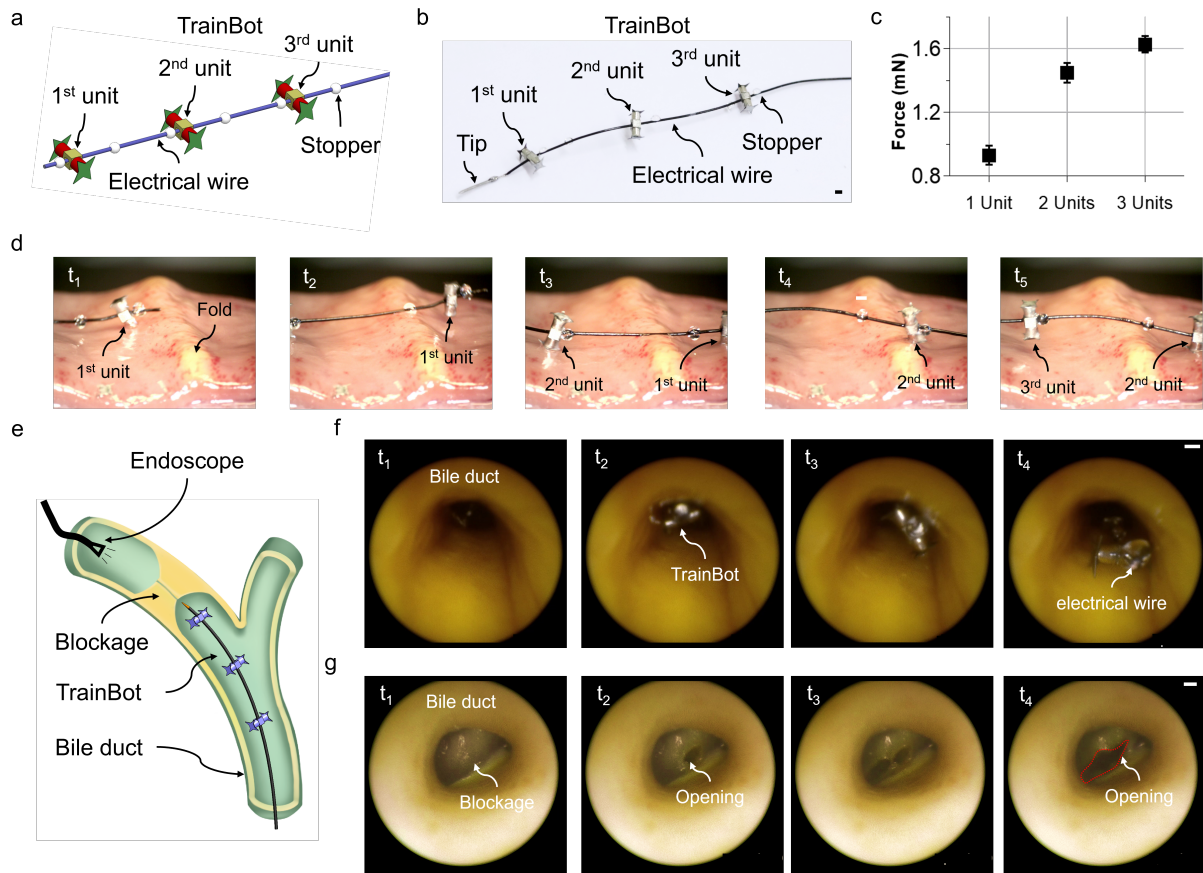 a
TrainBot
1st unit
2nd unit
3rd unit
Stopper
Electrical wire
b
TrainBot
1st unit
2nd unit
3rd unit
Tip
Stopper
Electrical wire
c
Force (mN)
1.6
1.2
0.8
1 Unit
2 Units
3 Units
d
t1
Fold
1st unit
t2
1st unit
t3
2nd unit
1st unit
t4
2nd unit
t5
3rd unit
2nd unit
e
Endoscope
Blockage
TrainBot
Bile duct
f
t1
Bile duct
t2
TrainBot
t3
t4
electrical wire
g
t1
Bile duct
Blockage
t2
Opening
t3
t4
Opening